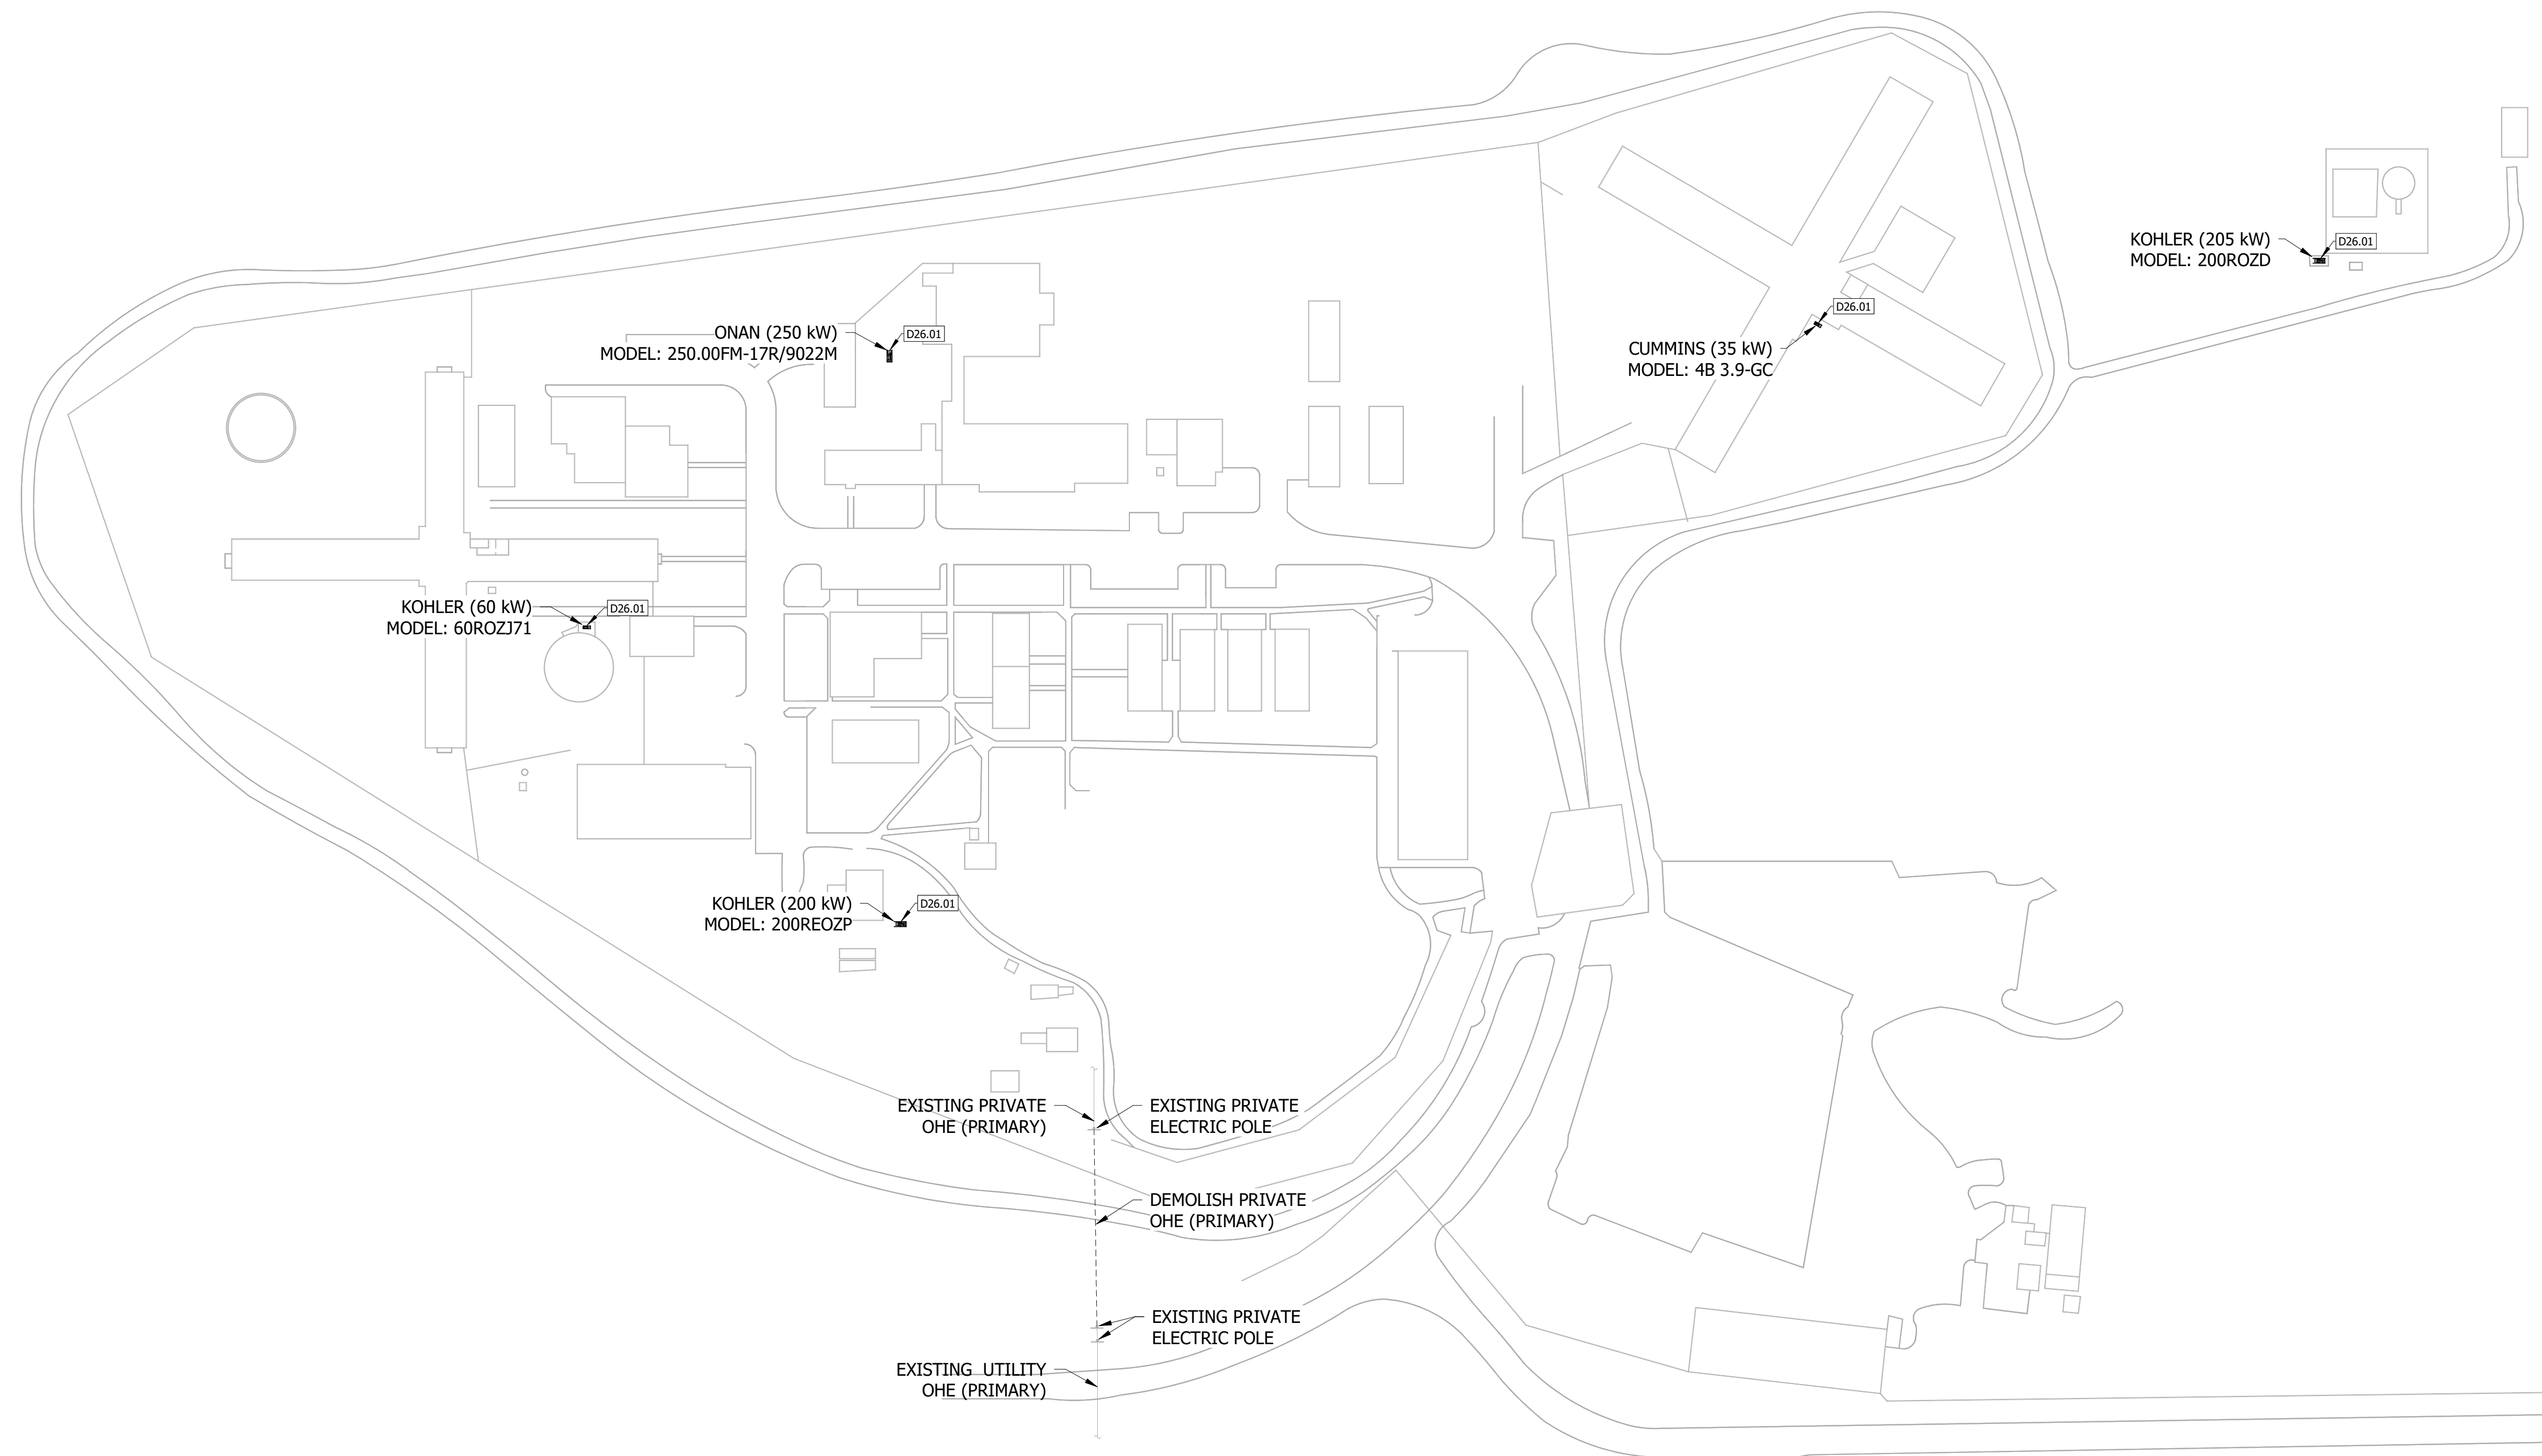 KOHLER (205 kW)
MODEL: 200ROZD
D26.01
D26.01
CUMMINS (35 kW)
MODEL: 4B 3.9-GC
ONAN (250 kW)
MODEL: 250.00FM-17R/9022M
D26.01
KOHLER (60 kW)
MODEL: 60ROZJ71
D26.01
KOHLER (200 kW)
MODEL: 200REOZP
D26.01
EXISTING PRIVATE
OHE (PRIMARY)
EXISTING PRIVATE
ELECTRIC POLE
DEMOLISH PRIVATE
OHE (PRIMARY)
EXISTING PRIVATE
ELECTRIC POLE
EXISTING  UTILITY
OHE (PRIMARY)